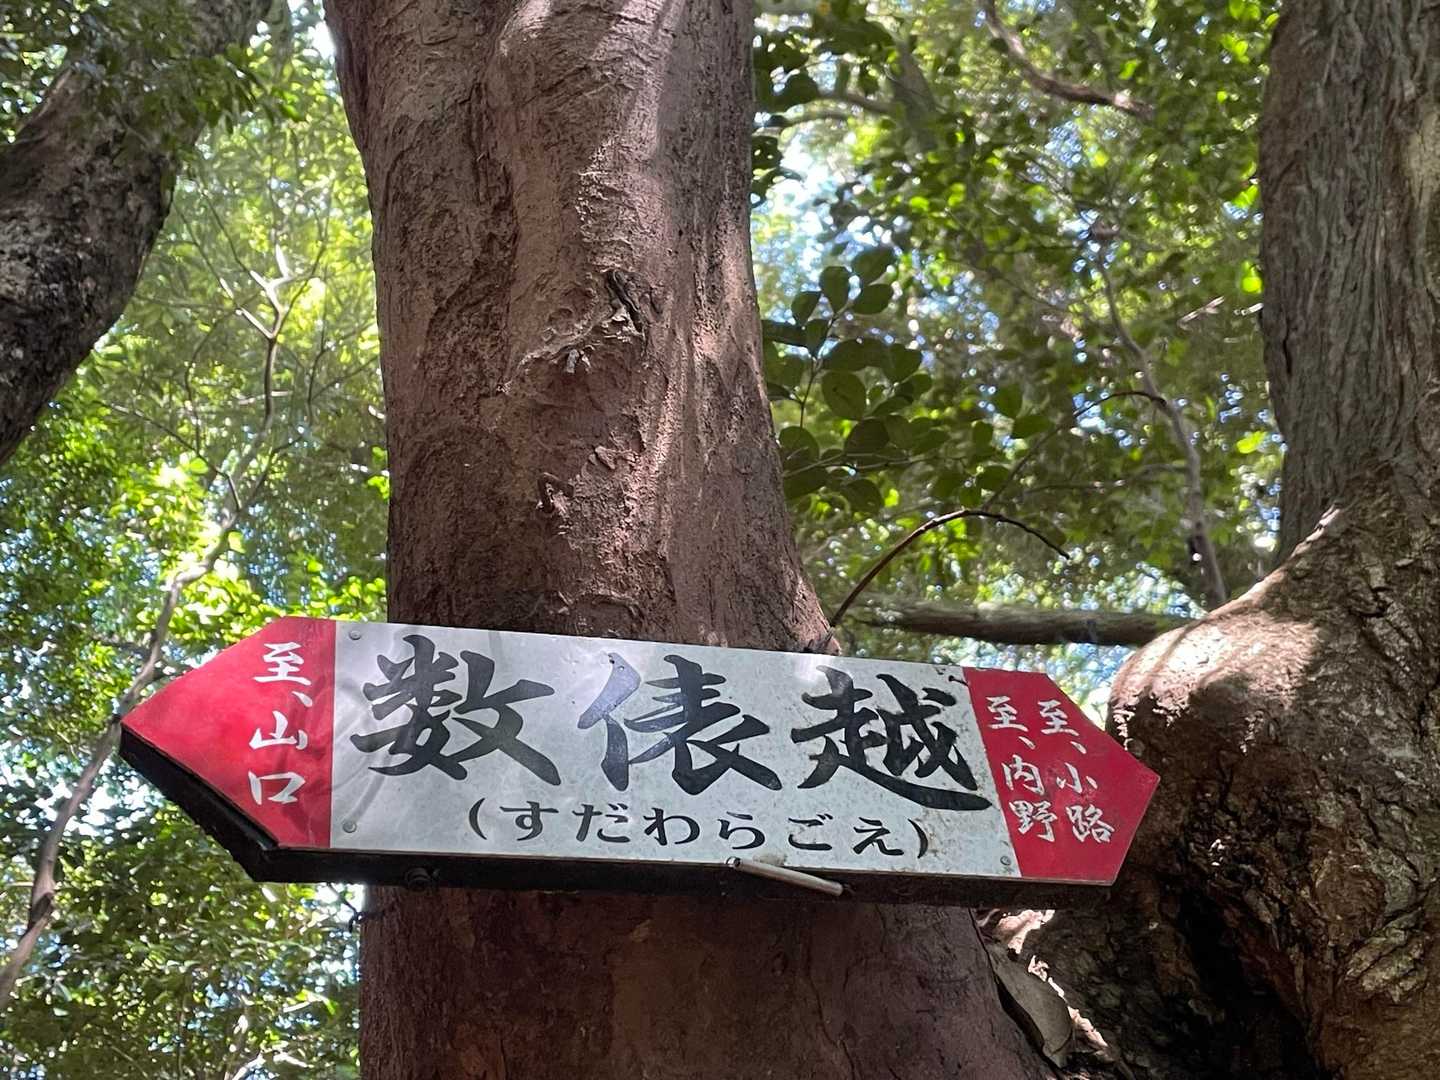 至、山口
数俵越
(すだわらごえ)
至、小路
至、内野